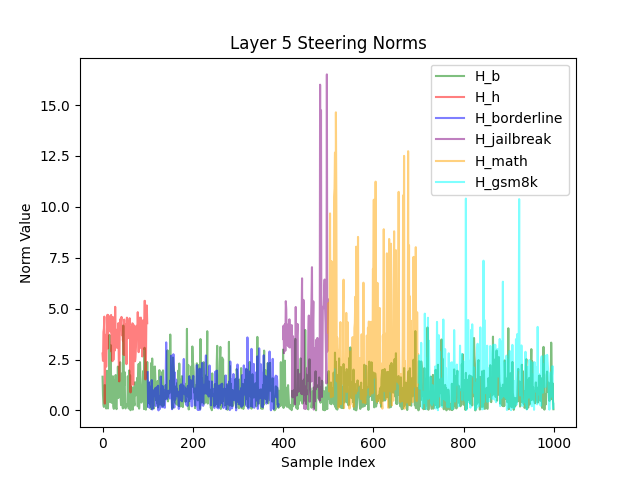 Layer 5 Steering Norms
H_b
H_h
H_borderline
H_jailbreak
H_math
H_gsm8k
Norm Value
15.0
12.5
10.0
7.5
5.0
2.5
0.0
0 200 400 600 800 1000
Sample Index